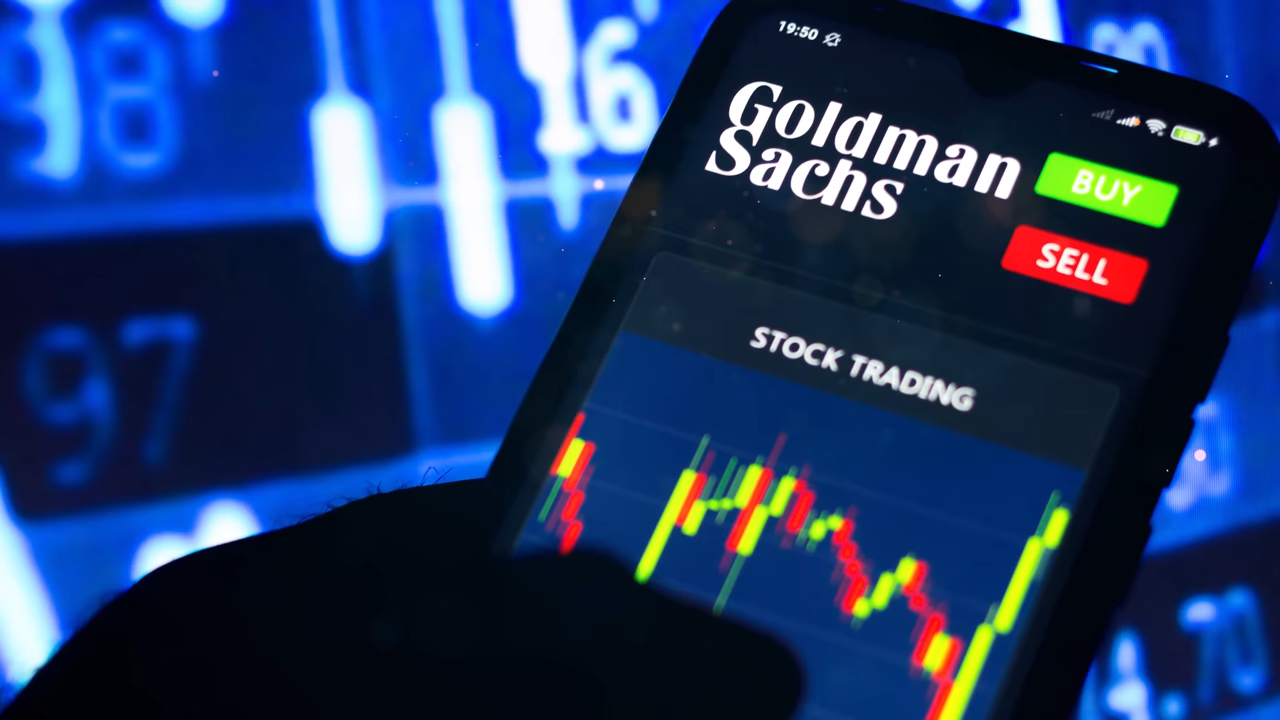 98
16
97
19:50
Goldman
Sachs
BUY
SELL
STOCK TRADING
70